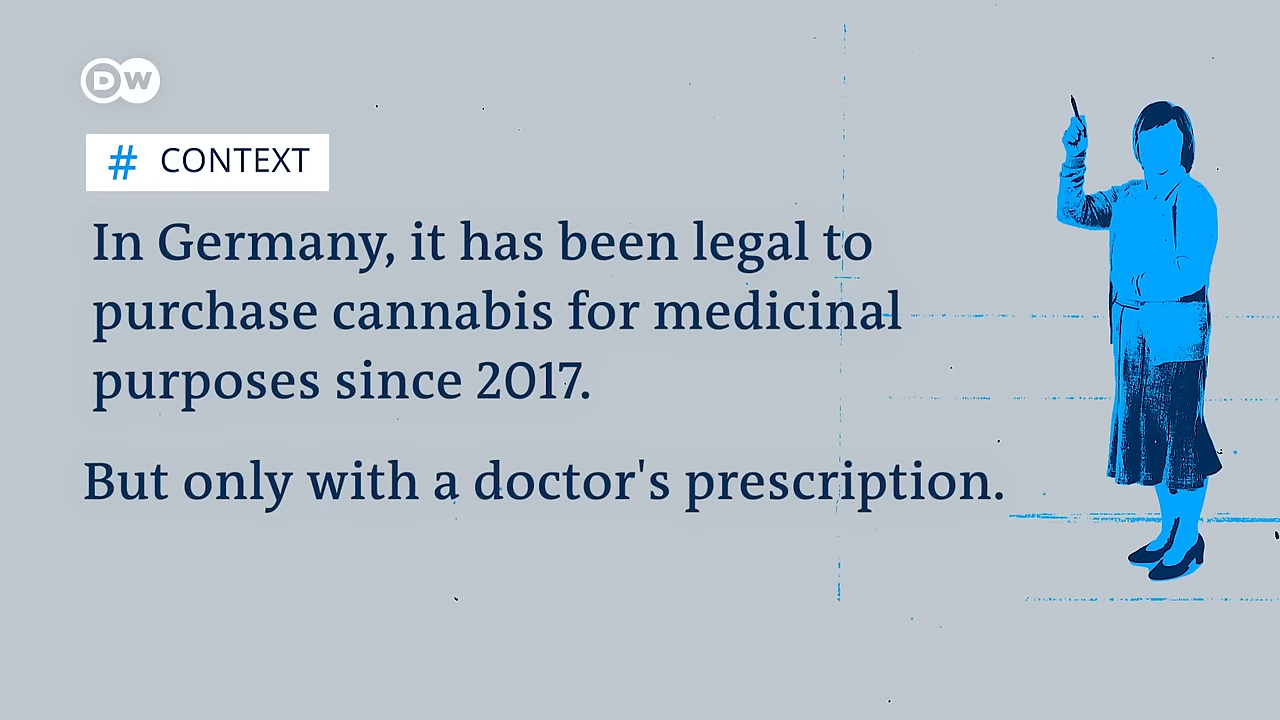 DW
# CONTEXT
In Germany, it has been legal to
purchase cannabis for medicinal
purposes since 2017.
But only with a doctor's prescription.